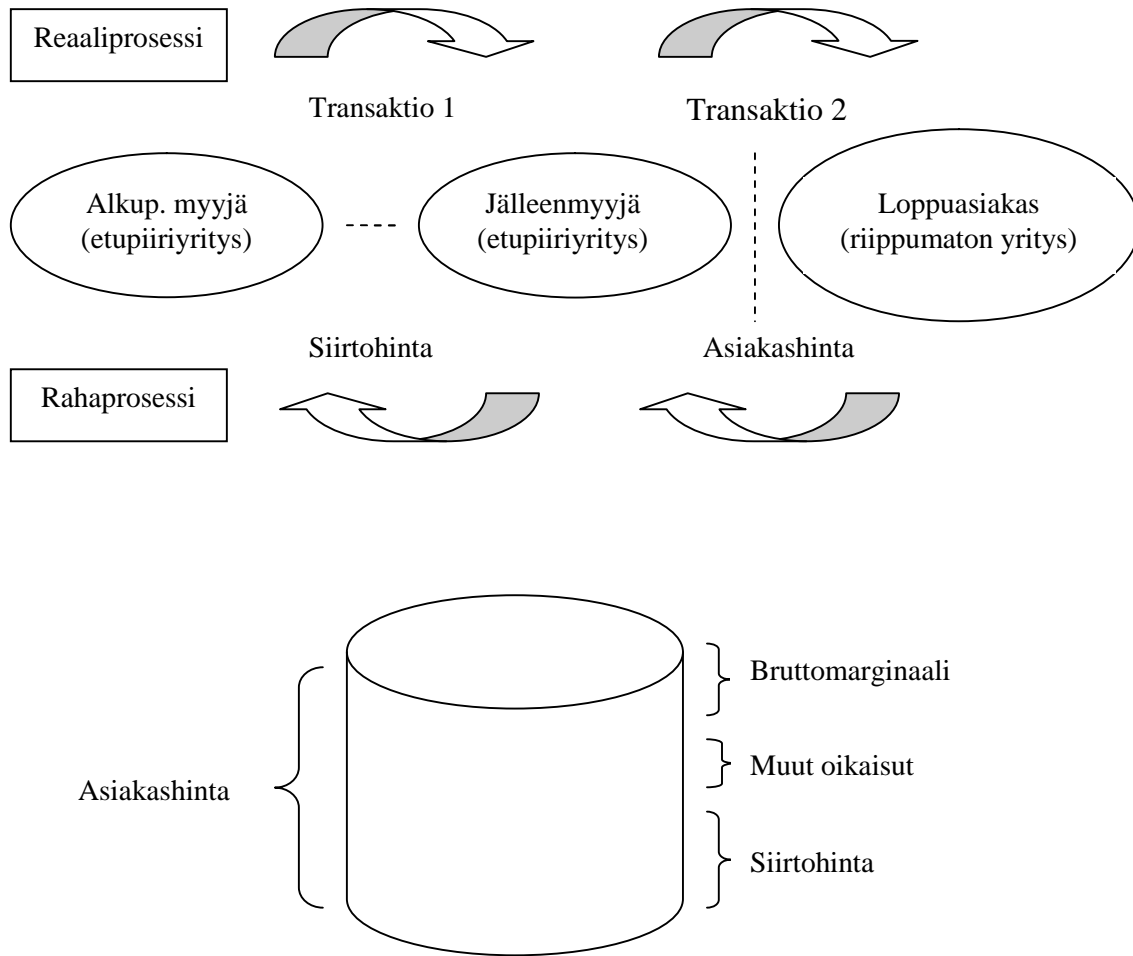 Reaaliprosessi
Transaktio 1
Transaktio 2
Alkup. myyjä
(etupiiriyritys)
Jälleenmyyjä
(etupiiriyritys)
Loppuasiakas
(riippumaton yritys)
Siirtohinta
Asiakashinta
Rahaprosessi
Bruttomarginaali
Muut oikaisut
Asiakashinta
Siirtohinta